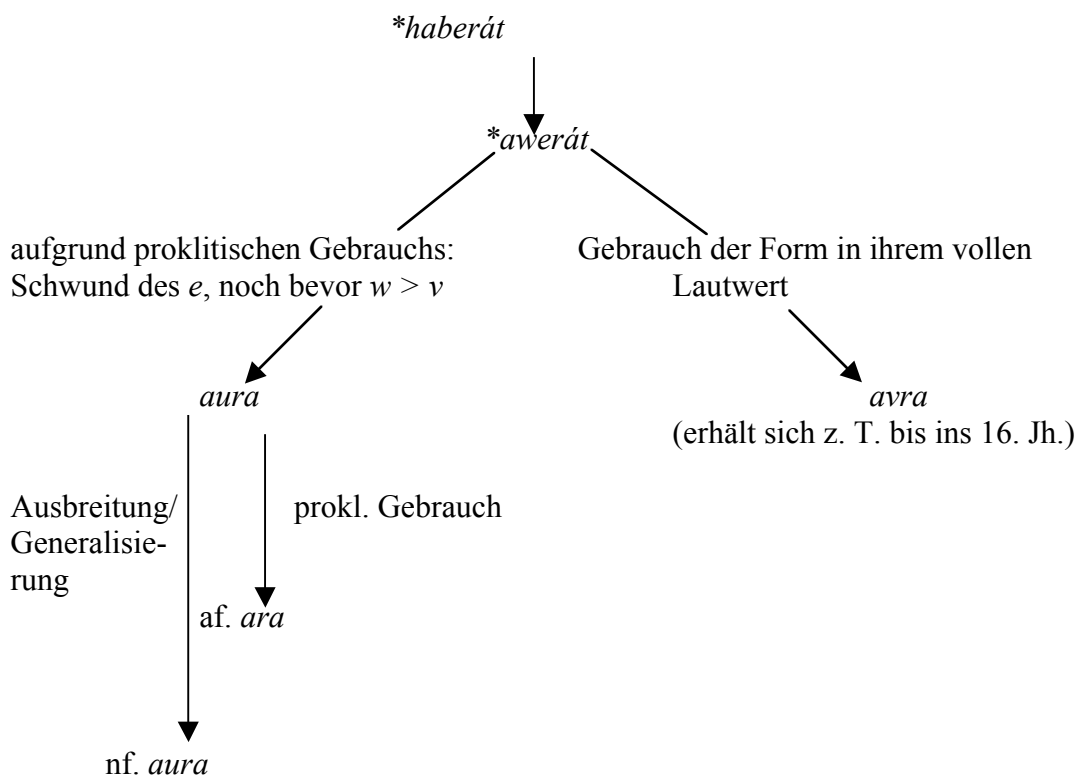 *haberát
*awerát
aufgrund proklitischen Gebrauchs:
Schwund des e, noch bevor w > v
Gebrauch der Form in ihrem vollen
Lautwert
aura
avra
(erhält sich z. T. bis ins 16. Jh.)
Ausbreitung/
Generalisie-
rung
prokl. Gebrauch
af. ara
nf. aura